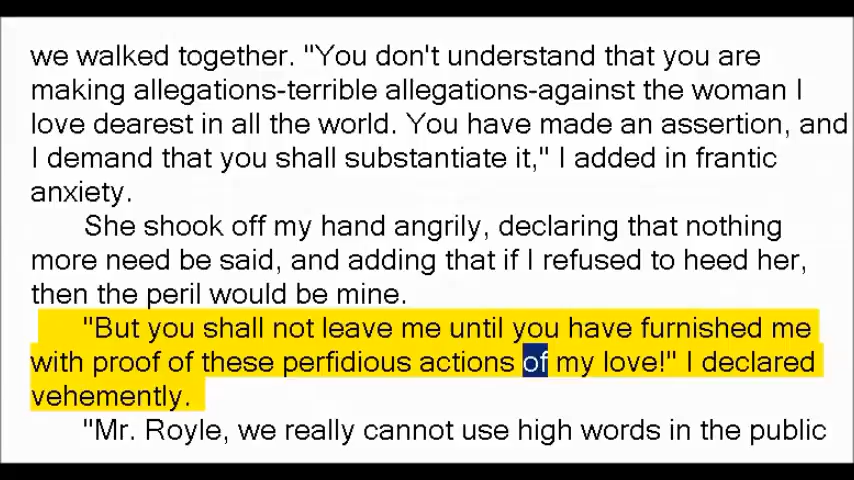 we walked together. "You don't understand that you are
making allegations-terrible allegations-against the woman I
love dearest in all the world. You have made an assertion, and
I demand that you shall substantiate it," I added in frantic
anxiety.
She shook off my hand angrily, declaring that nothing
more need be said, and adding that if I refused to heed her,
then the peril would be mine.
"But you shall not leave me until you have furnished me
with proof of these perfidious actions of my love!" I declared
vehemently.
"Mr. Royle, we really cannot use high words in the public